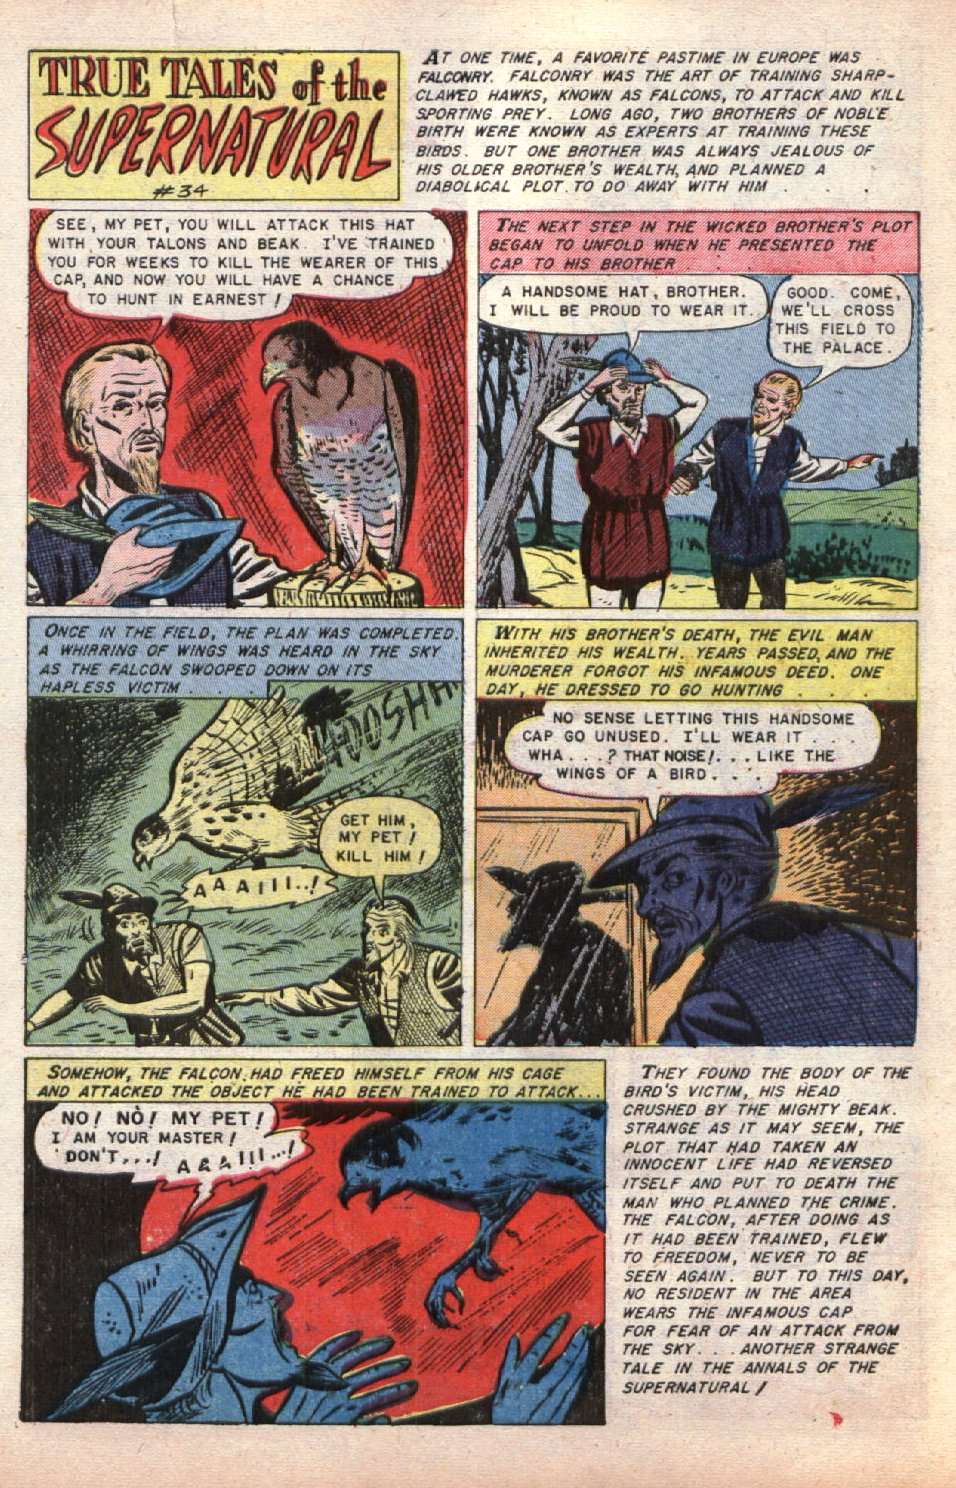 TRUE TALES of the
SUPERNATURAL
#34
AT ONE TIME, A FAVORITE PASTIME IN EUROPE WAS
FALCONRY. FALCONRY WAS THE ART OF TRAINING SHARP-
CLAWED HAWKS, KNOWN AS FALCONS, TO ATTACK AND KILL
SPORTING PREY. LONG AGO, TWO BROTHERS OF NOBLE
BIRTH WERE KNOWN AS EXPERTS AT TRAINING THESE
BIRDS. BUT ONE BROTHER WAS ALWAYS JEALOUS OF
HIS OLDER BROTHER'S WEALTH, AND PLANNED A
DIABOLICAL PLOT TO DO AWAY WITH HIM . . . .
SEE, MY PET, YOU WILL ATTACK THIS HAT
WITH YOUR TALONS AND BEAK. I'VE TRAINED
YOU FOR WEEKS TO KILL THE WEARER OF THIS
CAP, AND NOW YOU WILL HAVE A CHANCE
TO HUNT IN EARNEST!
THE NEXT STEP IN THE WICKED BROTHER'S PLOT
BEGAN TO UNFOLD WHEN HE PRESENTED THE
CAP TO HIS BROTHER . . .
A HANDSOME HAT, BROTHER.
I WILL BE PROUD TO WEAR IT.
GOOD. COME,
WE'LL CROSS
THIS FIELD TO
THE PALACE.
ONCE IN THE FIELD, THE PLAN WAS COMPLETED.
A WHIRRING OF WINGS WAS HEARD IN THE SKY
AS THE FALCON SWOOPED DOWN ON ITS
HAPLESS VICTIM . . . .
WOOSHH
AAAIII..!
GET HIM,
MY PET!
KILL HIM!
WITH HIS BROTHER'S DEATH, THE EVIL MAN
INHERITED HIS WEALTH. YEARS PASSED, AND THE
MURDERER FORGOT HIS INFAMOUS DEED. ONE
DAY, HE DRESSED TO GO HUNTING . . . .
NO SENSE LETTING THIS HANDSOME
CAP GO UNUSED. I'LL WEAR IT . . .
WHA . . . ? THAT NOISE! . . . LIKE THE
WINGS OF A BIRD . . .
SOMEHOW, THE FALCON HAD FREED HIMSELF FROM HIS CAGE
AND ATTACKED THE OBJECT HE HAD BEEN TRAINED TO ATTACK...
NO! NO! MY PET!
I AM YOUR MASTER!
DON'T...! AAAIII...!
THEY FOUND THE BODY OF THE
BIRD'S VICTIM, HIS HEAD
CRUSHED BY THE MIGHTY BEAK.
STRANGE AS IT MAY SEEM, THE
PLOT THAT HAD TAKEN AN
INNOCENT LIFE HAD REVERSED
ITSELF AND PUT TO DEATH THE
MAN WHO PLANNED THE CRIME.
THE FALCON, AFTER DOING AS
IT HAD BEEN TRAINED, FLEW
TO FREEDOM, NEVER TO BE
SEEN AGAIN. BUT TO THIS DAY,
NO RESIDENT IN THE AREA
WEARS THE INFAMOUS CAP
FOR FEAR OF AN ATTACK FROM
THE SKY. . . ANOTHER STRANGE
TALE IN THE ANNALS OF THE
SUPERNATURAL!